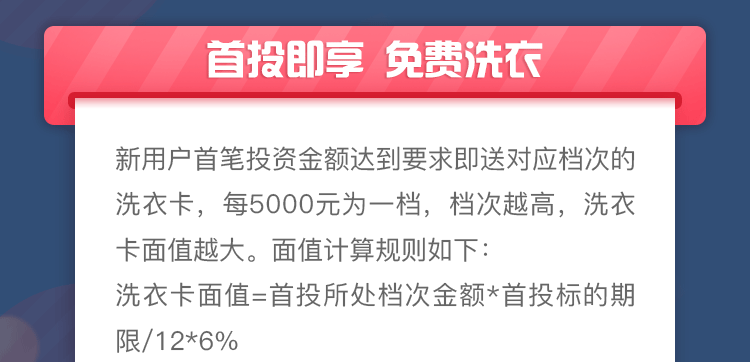 首投即享 免费洗衣
新用户首笔投资金额达到要求即送对应档次的
洗衣卡，每5000元为一档，档次越高，洗衣
卡面值越大。面值计算规则如下：
洗衣卡面值=首投所处档次金额*首投标的期
限/12*6%